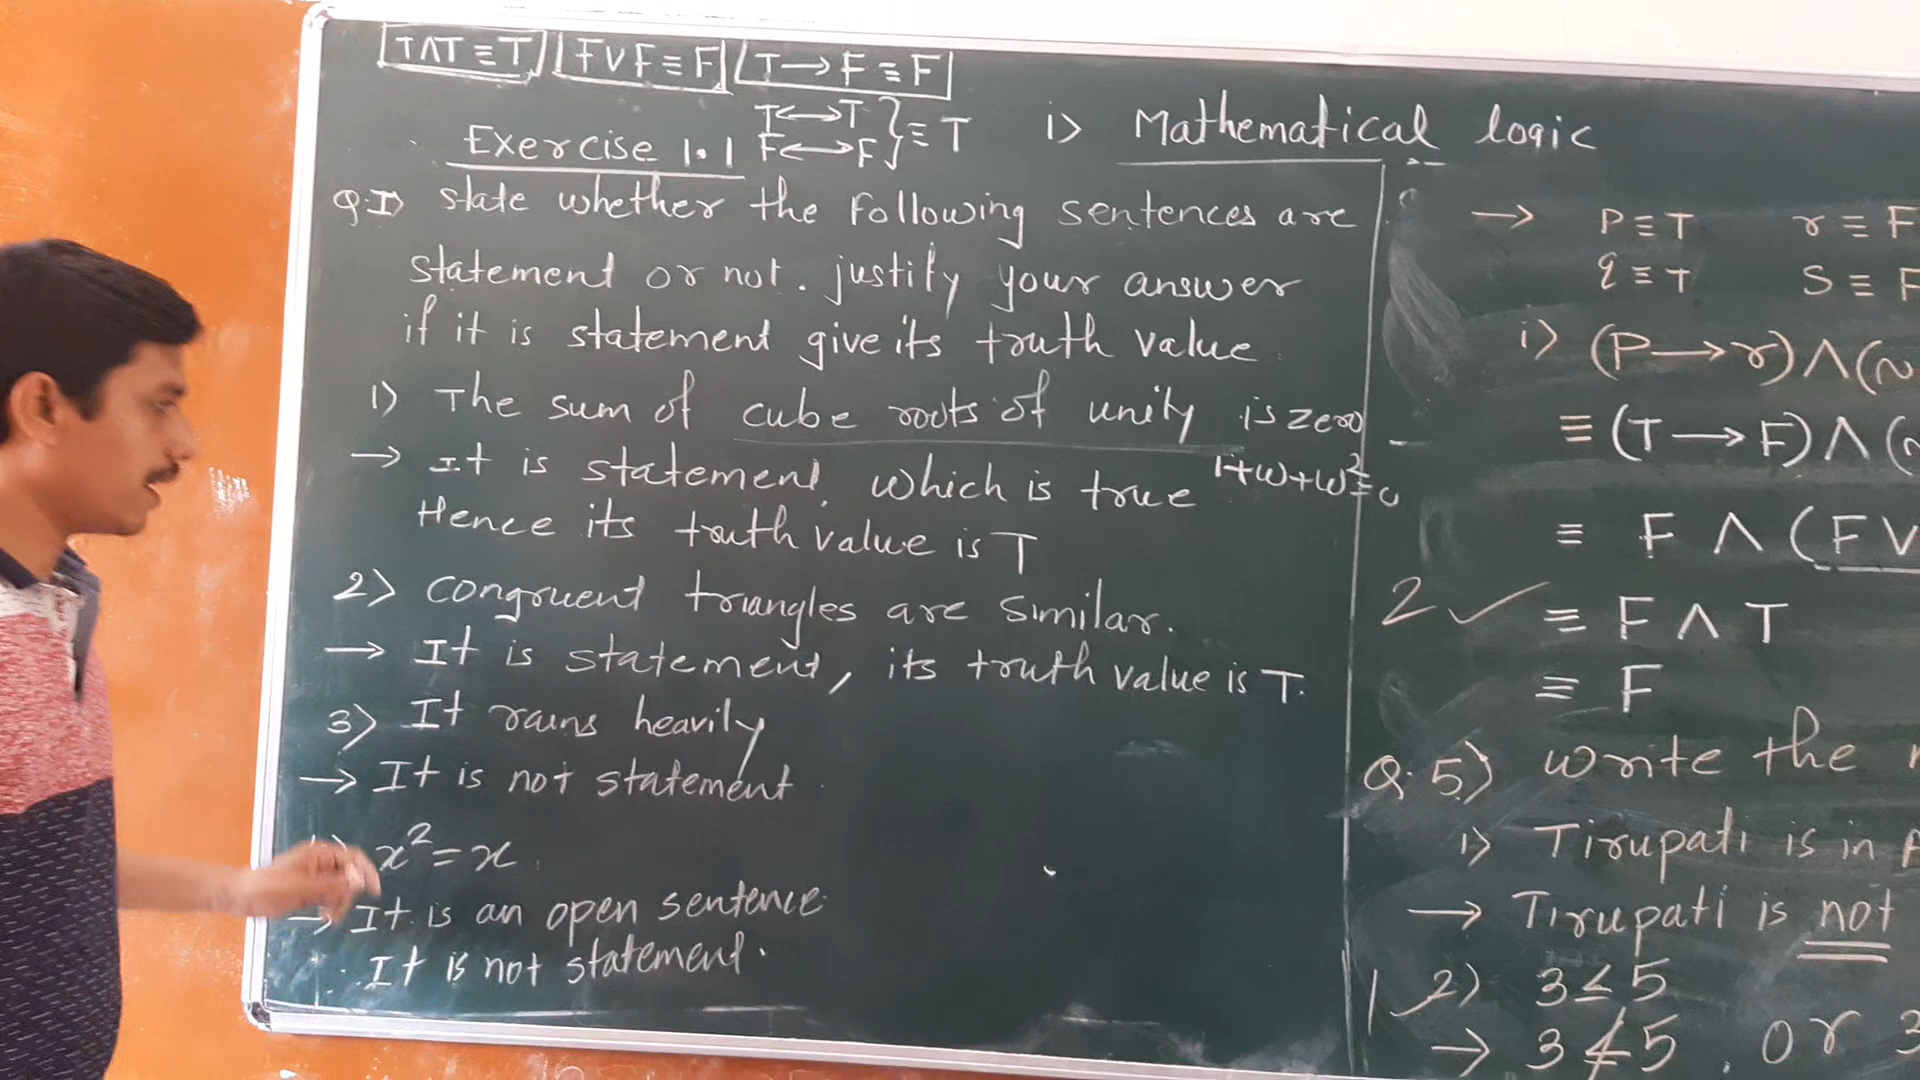 T∧T ≡ T F∨F ≡ F T→F ≡ F
T↔T
F↔F } ≡ T
Exercise 1.1
i) Mathematical logic
Q.I) state whether the following sentences are
statement or not. justify your answer
if it is statement give its truth value.
1) The sum of cube roots of unity is zero
→ It is statement, which is true 1+ω+ω²=0
Hence its truth value is T
2) congruent triangles are similar.
→ It is statement, its truth value is T.
3) It rains heavily
→ It is not statement.
x²=x
→ It is an open sentence
∴ It is not statement.
→ P≡T r≡F
q≡T S≡F
i) (P→r)∧(~
≡ (T→F)∧(~
≡ F∧(F∨
2 ✓ ≡ F∧T
≡ F
Q.5) write the
1) Tirupati is in
→ Tirupati is not
2) 3<5
→ 3≮5, or 3